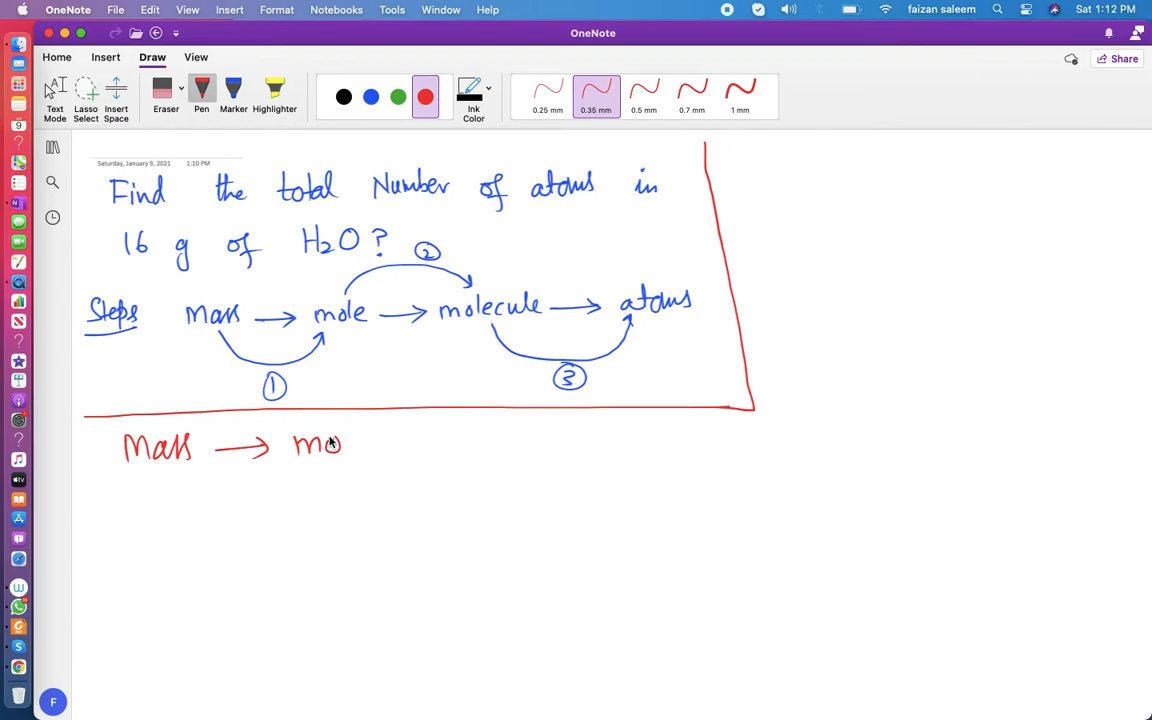 OneNote File Edit View Insert Format Notebooks Tools Window Help faizan saleem Sat 1:12 PM
OneNote
Home Insert Draw View
Share
Text Mode Lasso Select Insert Space Eraser Pen Marker Highlighter Ink Color 0.25 mm 0.35 mm 0.5 mm 0.7 mm 1 mm
Saturday, January 9, 2021 1:10 PM
Find the total Number of atoms in
16 g of H2O?
②
Steps Mass → mole → molecule → atoms
① ③
Mass → mo
F